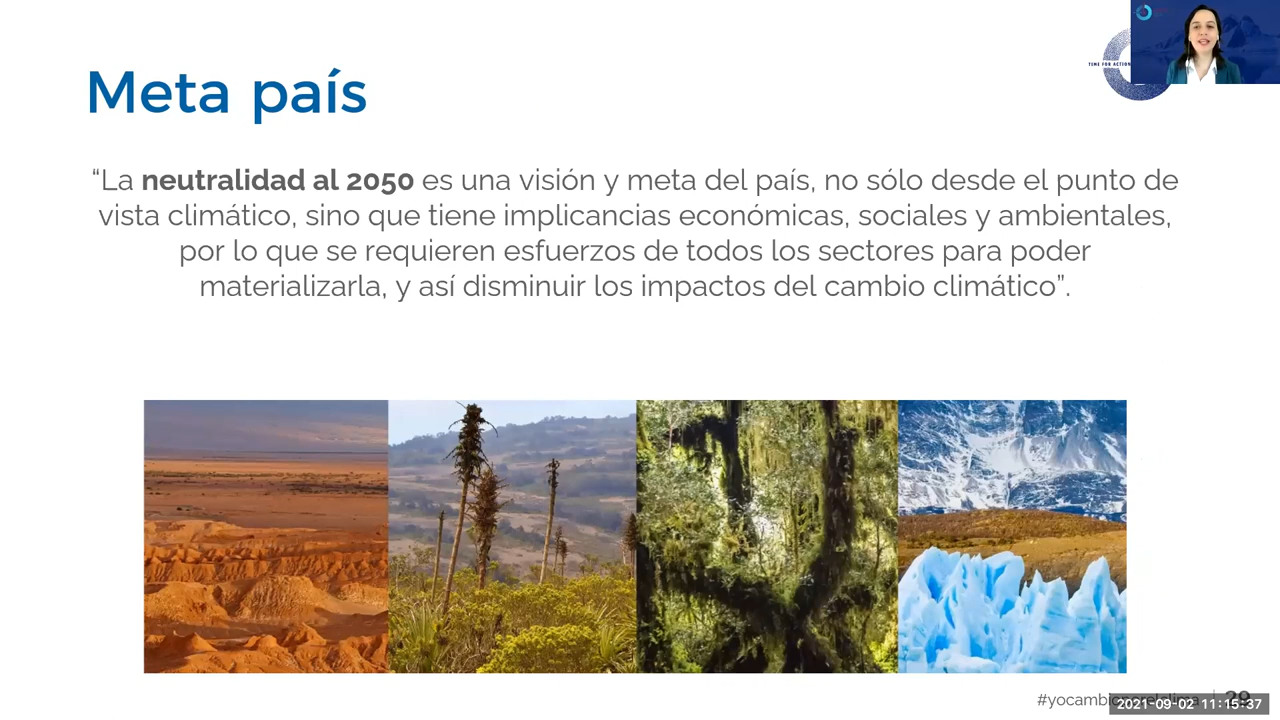 TIME FOR ACTION
Meta país
“La neutralidad al 2050 es una visión y meta del país, no sólo desde el punto de
vista climático, sino que tiene implicancias económicas, sociales y ambientales,
por lo que se requieren esfuerzos de todos los sectores para poder
materializarla, y así disminuir los impactos del cambio climático”.
#yocambioporelclima | 29
2021-09-02 11:15:37